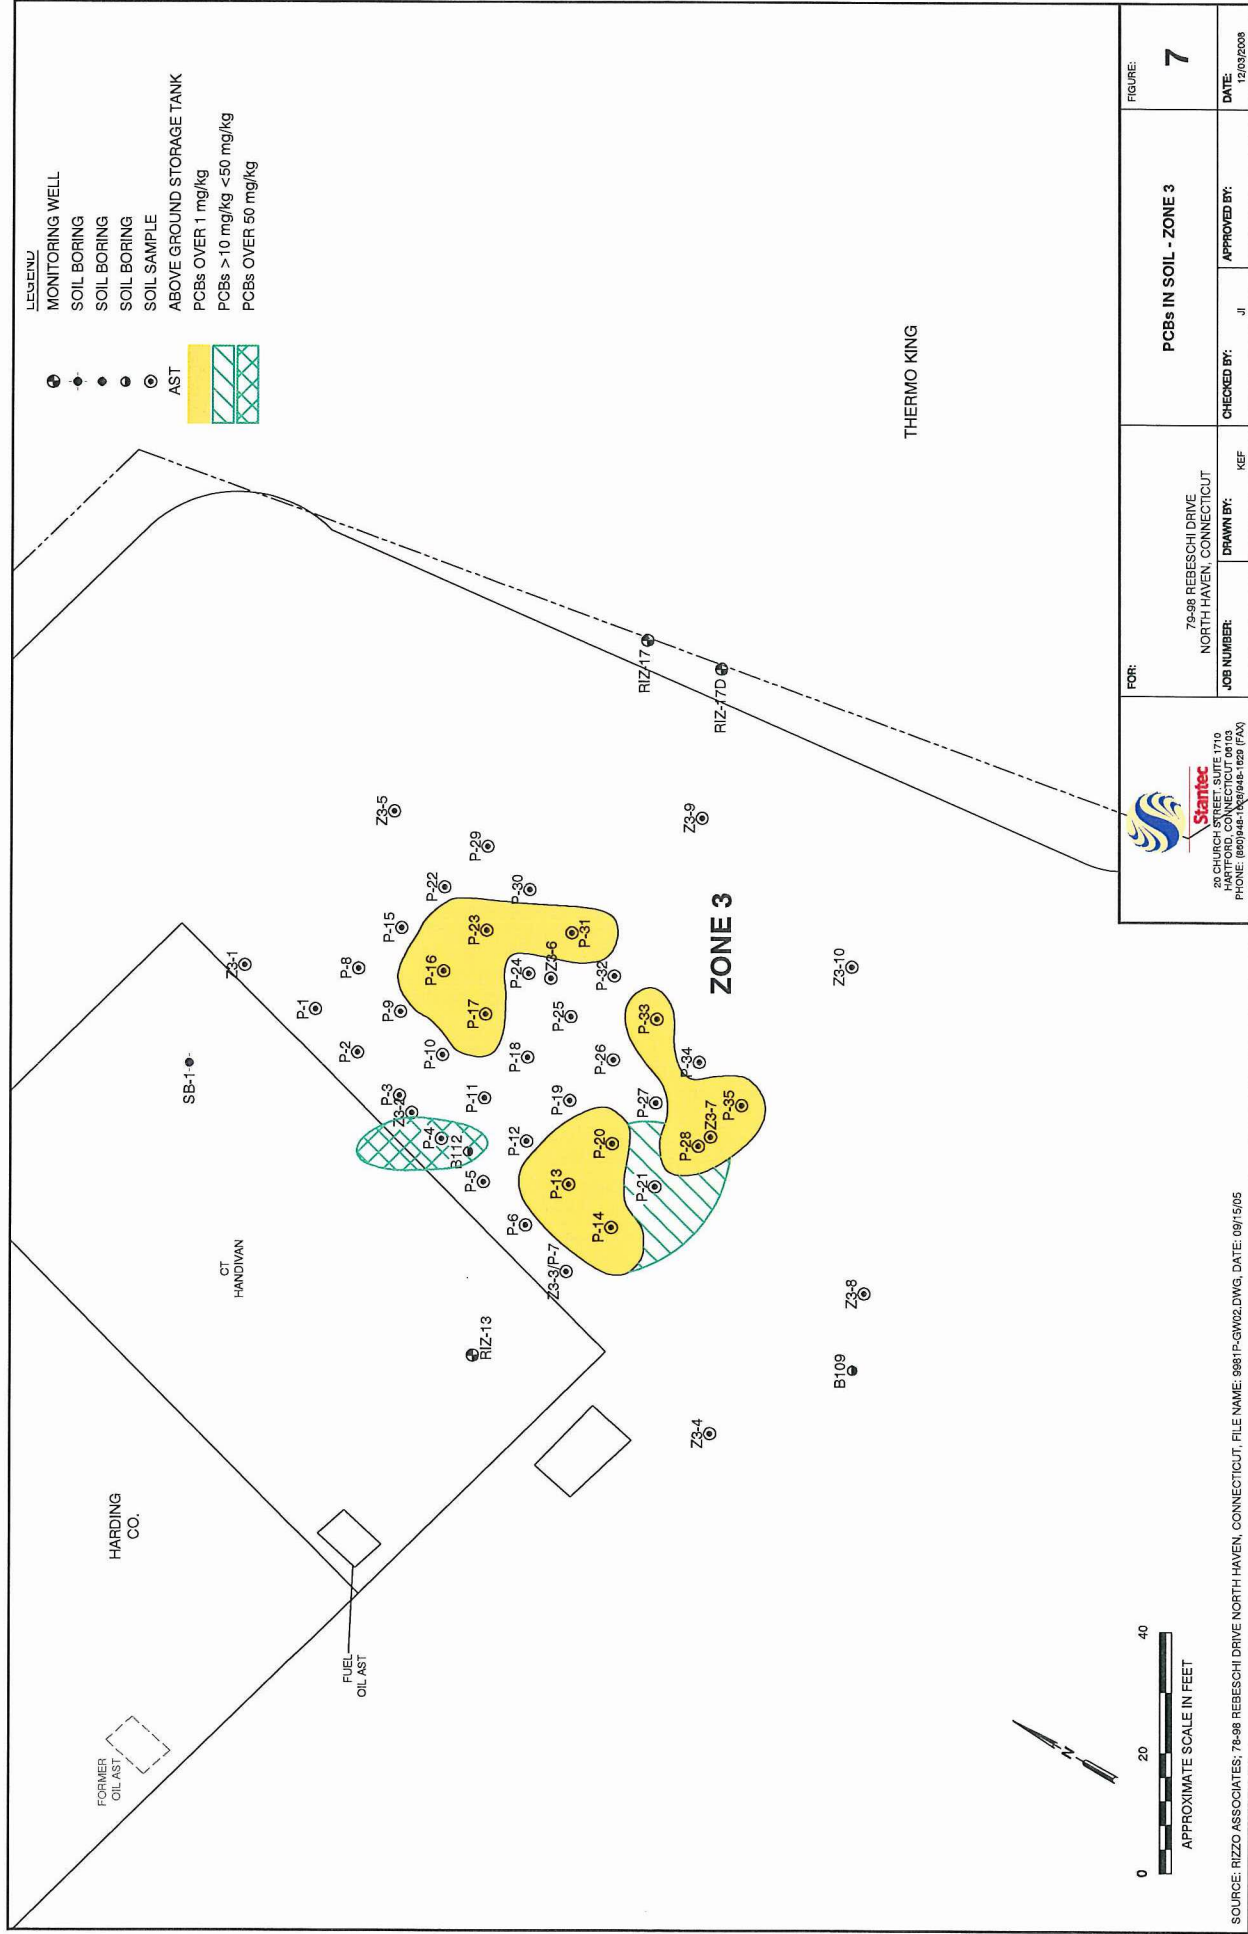 LEGEND
MONITORING WELL
SOIL BORING
SOIL BORING
SOIL BORING
SOIL SAMPLE
AST ABOVE GROUND STORAGE TANK
PCBs OVER 1 mg/kg
PCBs >10 mg/kg <50 mg/kg
PCBs OVER 50 mg/kg
HARDING
CO.
FORMER
OIL AST
FUEL
OIL AST
CT
HANDIVAN
SB-1
RIZ-13
Z3-1
P-1
P-2
P-8
P-3
Z3-2
P-9
P-15
Z3-5
P-4
B112
P-10
P-16
P-22
P-5
P-11
P-17
P-23
P-29
P-6
P-12
P-18
P-24
P-30
Z3-6
Z3-3/P-7
P-13
P-19
P-25
P-31
P-14
P-20
P-26
P-32
P-21
P-27
P-33
P-28
Z3-7
P-34
P-35
Z3-4
Z3-9
ZONE 3
B109
Z3-8
Z3-10
RIZ-17
RIZ-17D
THERMO KING
N
0 20 40
APPROXIMATE SCALE IN FEET
Stantec
20 CHURCH STREET, SUITE 1710
HARTFORD, CONNECTICUT 06103
PHONE: (860)948-1628/948-1629 (FAX)
FOR:
79-98 REBESCHI DRIVE
NORTH HAVEN, CONNECTICUT
JOB NUMBER:
DRAWN BY: KEF
PCBs IN SOIL - ZONE 3
CHECKED BY: JI
APPROVED BY:
FIGURE:
7
DATE: 12/03/2008
SOURCE: RIZZO ASSOCIATES; 78-98 REBESCHI DRIVE NORTH HAVEN, CONNECTICUT, FILE NAME: 9981P-GW02.DWG, DATE: 09/15/05